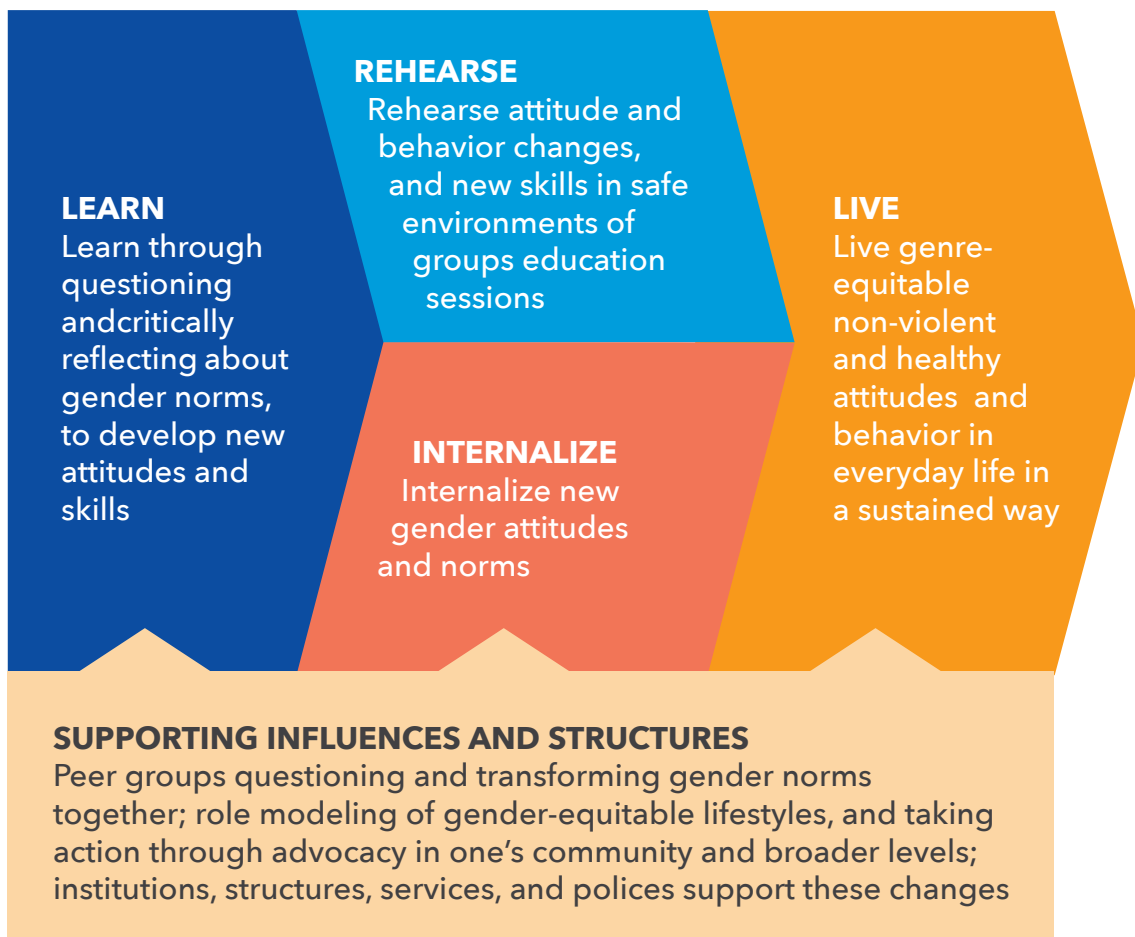 LEARN
Learn through
questioning
andcritically
reflecting about
gender norms,
to develop new
attitudes and
skills
REHEARSE
Rehearse attitude and
behavior changes,
and new skills in safe
environments of
groups education
sessions
INTERNALIZE
Internalize new
gender attitudes
and norms
LIVE
Live genre-
equitable
non-violent
and healthy
attitudes and
behavior in
everyday life in
a sustained way
SUPPORTING INFLUENCES AND STRUCTURES
Peer groups questioning and transforming gender norms
together; role modeling of gender-equitable lifestyles, and taking
action through advocacy in one’s community and broader levels;
institutions, structures, services, and polices support these changes